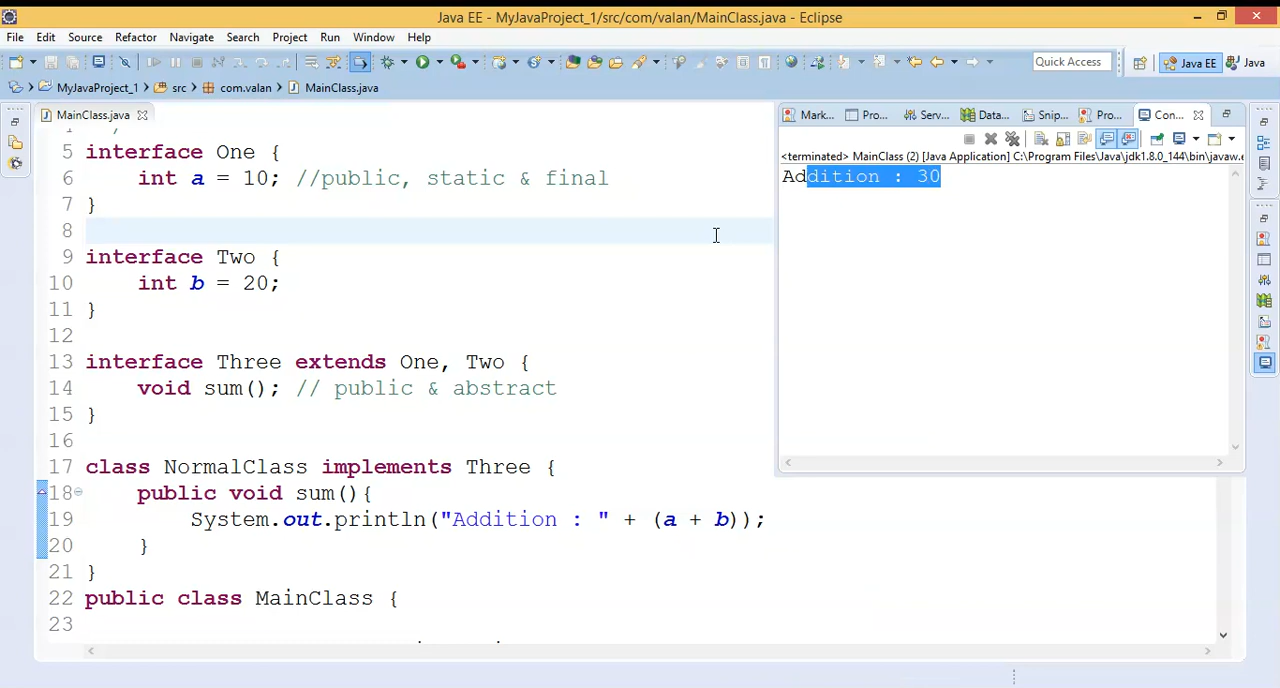 Java EE - MyJavaProject_1/src/com/valan/MainClass.java - Eclipse
File Edit Source Refactor Navigate Search Project Run Window Help
Quick Access Java EE Java
MyJavaProject_1 src com.valan MainClass.java
MainClass.java
Mark... Pro... Serv... Data... Snip... Pro... Con...
<terminated> MainClass (2) [Java Application] C:\Program Files\Java\jdk1.8.0_144\bin\javaw.e
Addition : 30
5 interface One {
6 int a = 10; //public, static & final
7 }
8
9 interface Two {
10 int b = 20;
11 }
12
13 interface Three extends One, Two {
14 void sum(); // public & abstract
15 }
16
17 class NormalClass implements Three {
18 public void sum(){
19 System.out.println("Addition : " + (a + b));
20 }
21 }
22 public class MainClass {
23